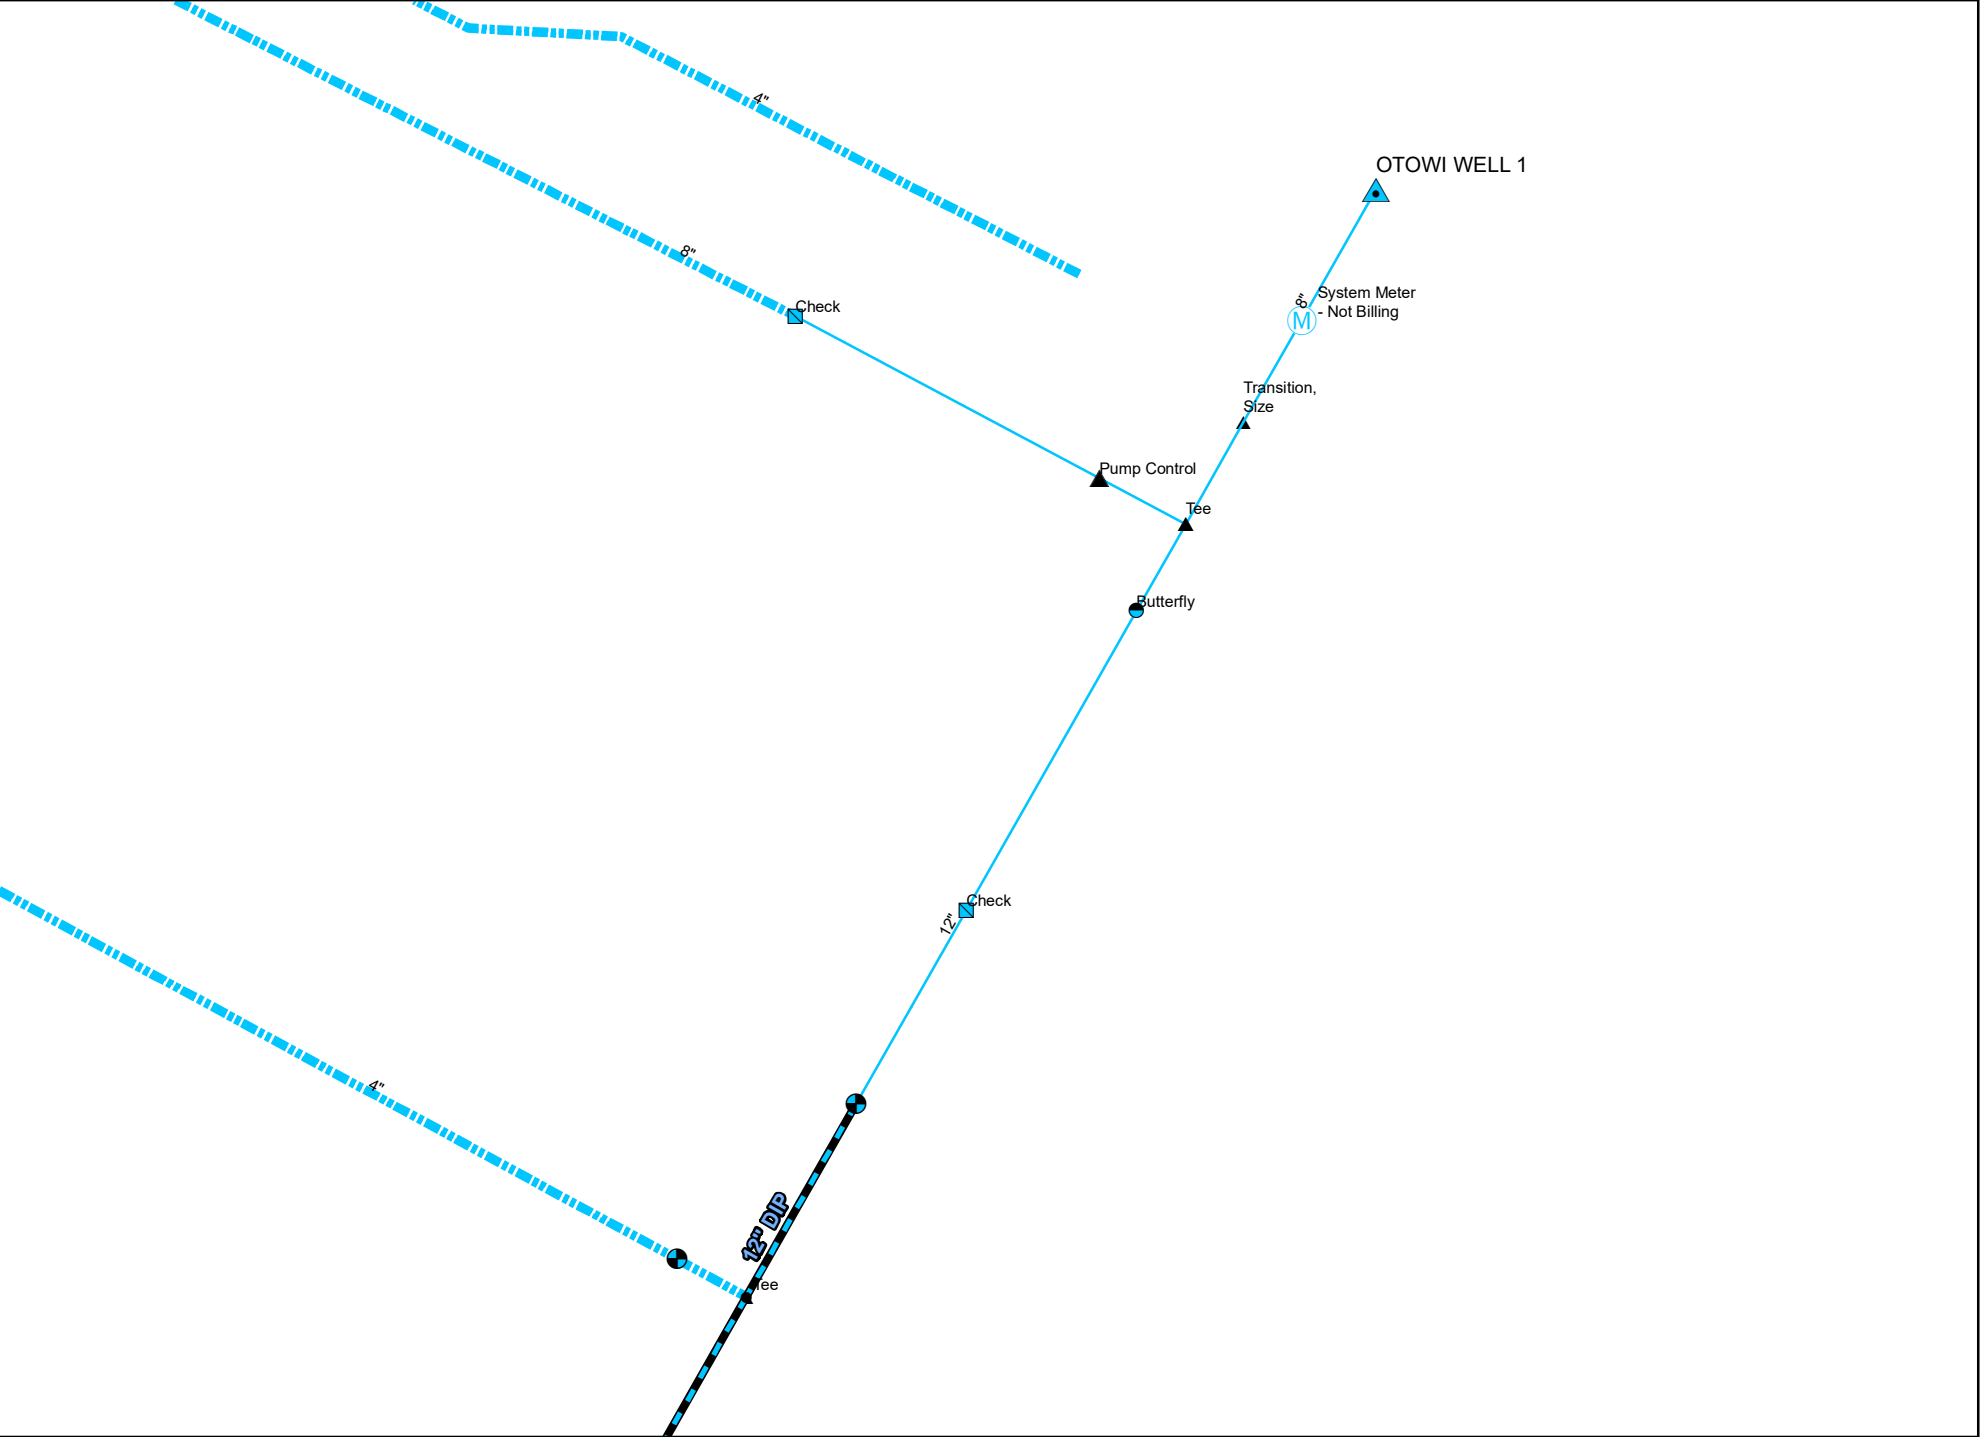 4"
OTOWI WELL 1
8"
Check
8"
System Meter
- Not Billing
M
Transition,
Size
Pump Control
Tee
Butterfly
Check
12"
4"
12" DIP
Tee